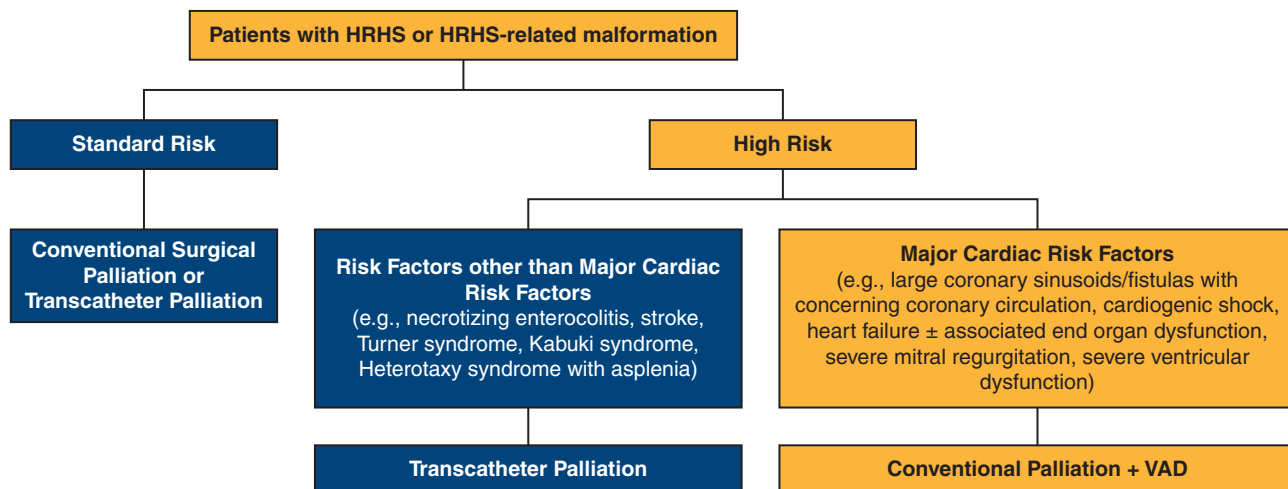 Patients with HRHS or HRHS-related malformation
Standard Risk
High Risk
Conventional Surgical
Palliation or
Transcatheter Palliation
Risk Factors other than Major Cardiac
Risk Factors
(e.g., necrotizing enterocolitis, stroke,
Turner syndrome, Kabuki syndrome,
Heterotaxy syndrome with asplenia)
Major Cardiac Risk Factors
(e.g., large coronary sinusoids/fistulas with
concerning coronary circulation, cardiogenic shock,
heart failure ± associated end organ dysfunction,
severe mitral regurgitation, severe ventricular
dysfunction)
Transcatheter Palliation
Conventional Palliation + VAD